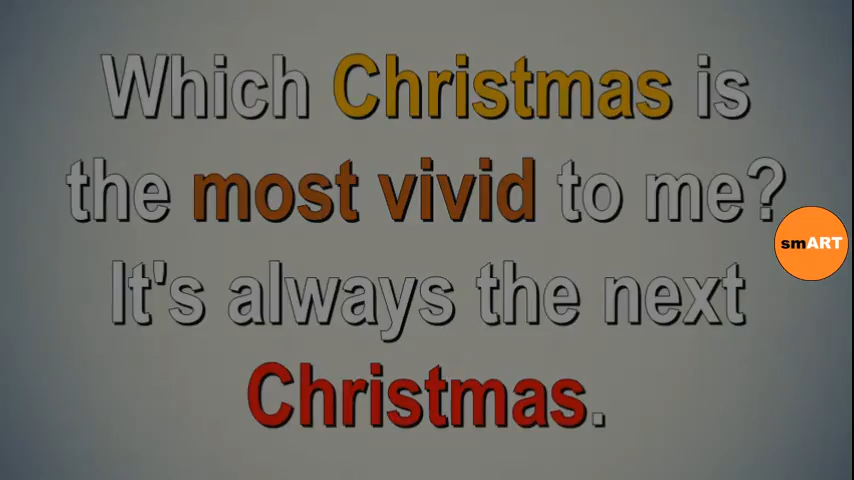 Which Christmas is
the most vivid to me?
smART
It's always the next
Christmas.